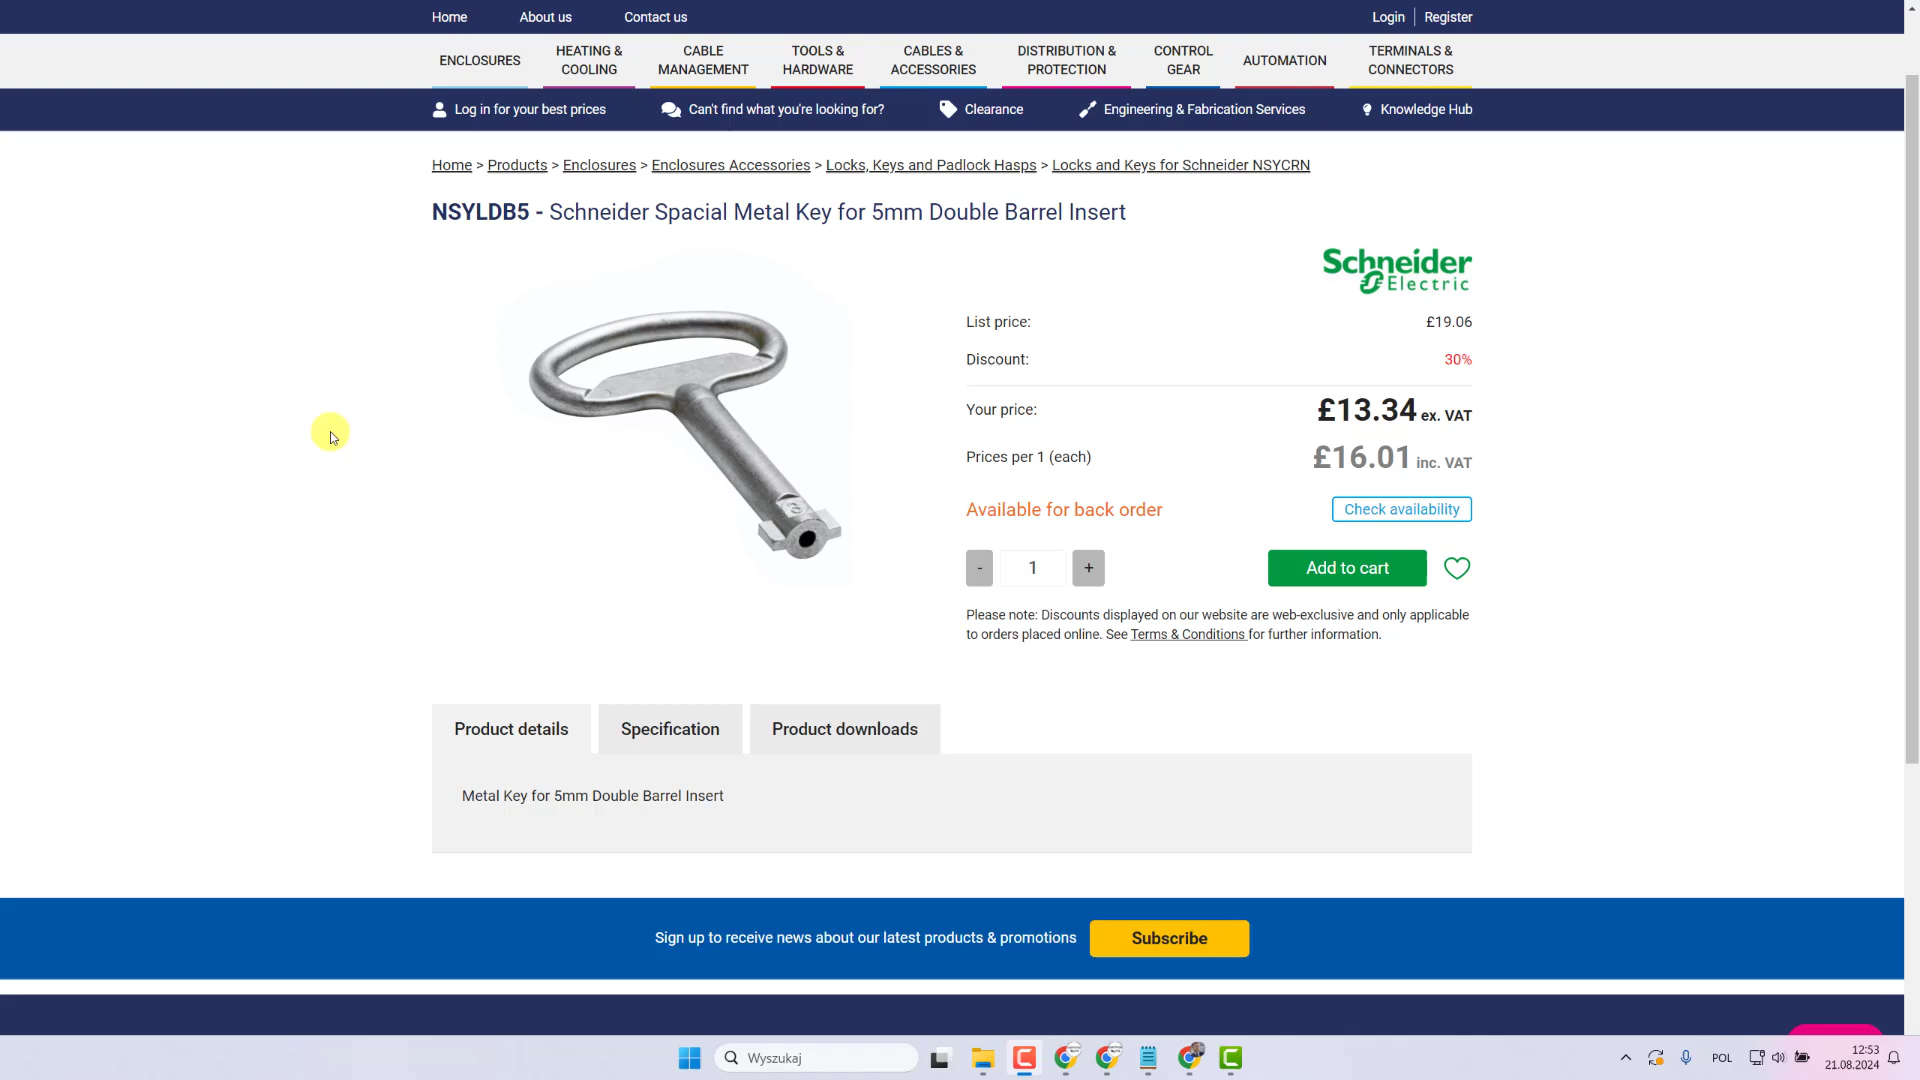 Home About us Contact us Login Register
ENCLOSURES HEATING & COOLING CABLE MANAGEMENT TOOLS & HARDWARE CABLES & ACCESSORIES DISTRIBUTION & PROTECTION CONTROL GEAR AUTOMATION TERMINALS & CONNECTORS
Log in for your best prices Can't find what you're looking for? Clearance Engineering & Fabrication Services Knowledge Hub
Home > Products > Enclosures > Enclosures Accessories > Locks, Keys and Padlock Hasps > Locks and Keys for Schneider NSYCRN
NSYLDB5 - Schneider Spacial Metal Key for 5mm Double Barrel Insert
Schneider
Electric
List price: £19.06
Discount: 30%
Your price: £13.34 ex. VAT
Prices per 1 (each) £16.01 inc. VAT
Available for back order Check availability
- 1 + Add to cart
Please note: Discounts displayed on our website are web-exclusive and only applicable
to orders placed online. See Terms & Conditions for further information.
Product details Specification Product downloads
Metal Key for 5mm Double Barrel Insert
Sign up to receive news about our latest products & promotions Subscribe
Wyszukaj POL 12:53
21.08.2024